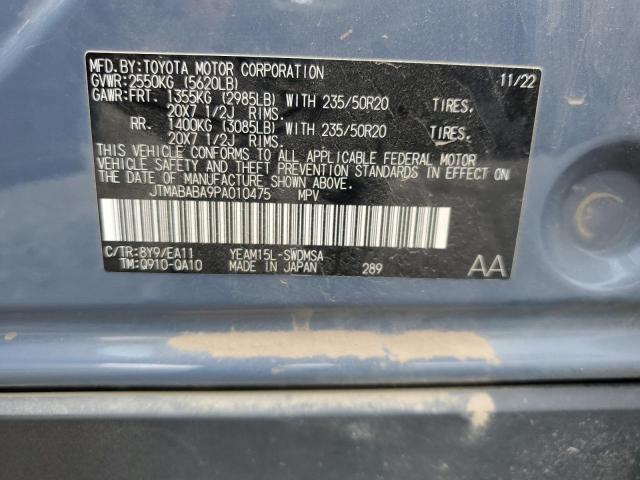 MFD.BY:TOYOTA MOTOR CORPORATION 11/22
GVWR:2550KG (5620LB)
GAWR:FRT. 1355KG (2985LB) WITH 235/50R20 TIRES.
20X7 1/2J RIMS.
RR. 1400KG (3085LB) WITH 235/50R20 TIRES.
20X7 1/2J RIMS.
THIS VEHICLE CONFORMS TO ALL APPLICABLE FEDERAL MOTOR
VEHICLE SAFETY AND THEFT PREVENTION STANDARDS IN EFFECT ON
THE DATE OF MANUFACTURE SHOWN ABOVE.
JTMABABA9PA010475 MPV
C/TR:8Y9/EA11 YEAM15L-SWDMSA
TM:Q910-QA10 MADE IN JAPAN 289 AA